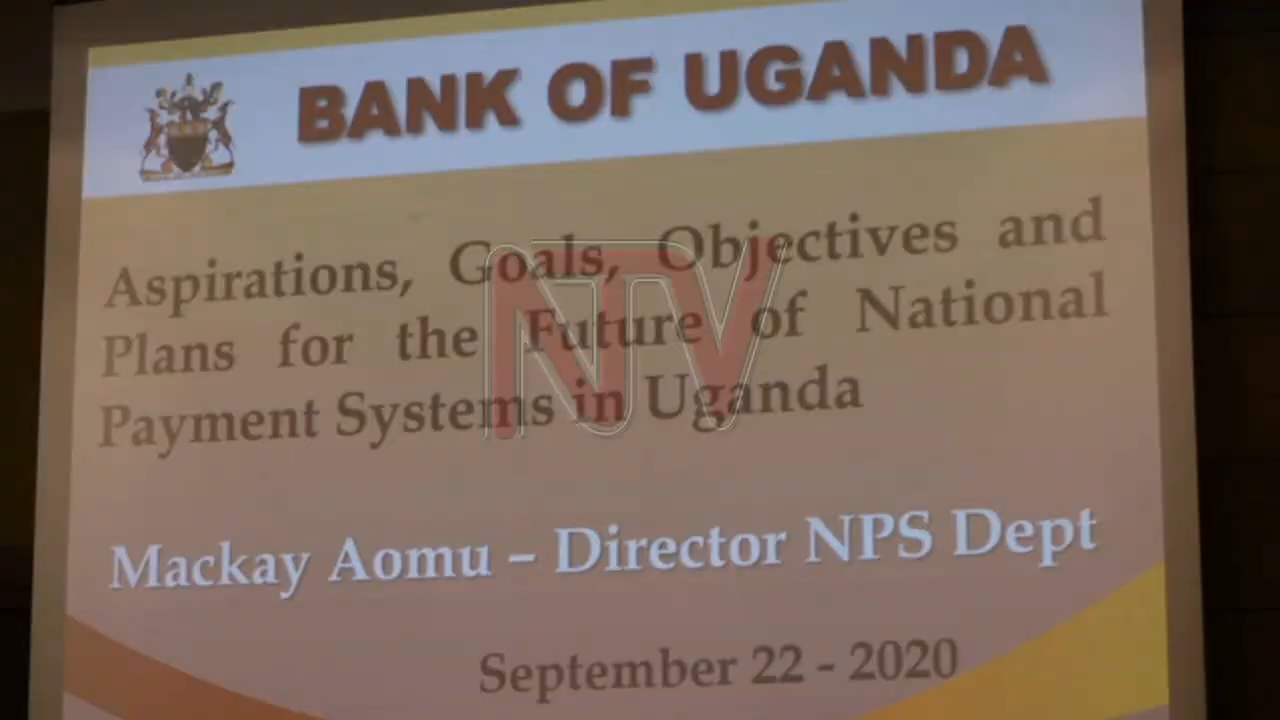 BANK OF UGANDA
Aspirations, Goals, Objectives and
Plans for the Future of National
Payment Systems in Uganda
NTV
Mackay Aomu – Director NPS Dept
September 22 - 2020